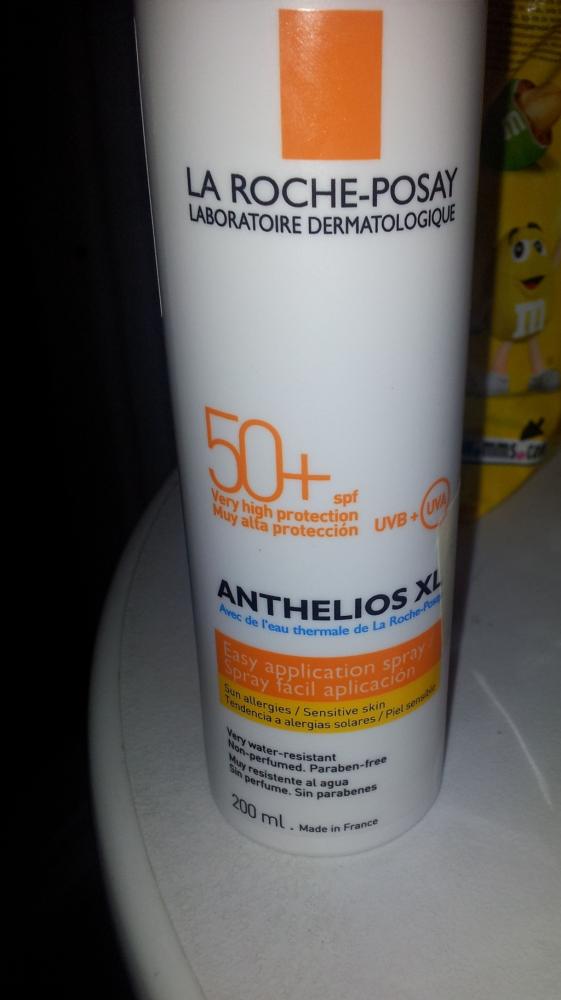 LA ROCHE-POSAY
LABORATOIRE DERMATOLOGIQUE
50+ spf
Very high protection
Muy alta protección
UVB + UVA
ANTHELIOS XL
Avec de l'eau thermale de La Roche-Posay
Easy application spray
Spray fácil aplicación
Sun allergies / Sensitive skin
Tendencia a alergias solares / Piel sensible
Very water-resistant
Non-perfumed. Paraben-free
Muy resistente al agua
Sin perfume. Sin parabenes
200 ml . Made in France
m
m